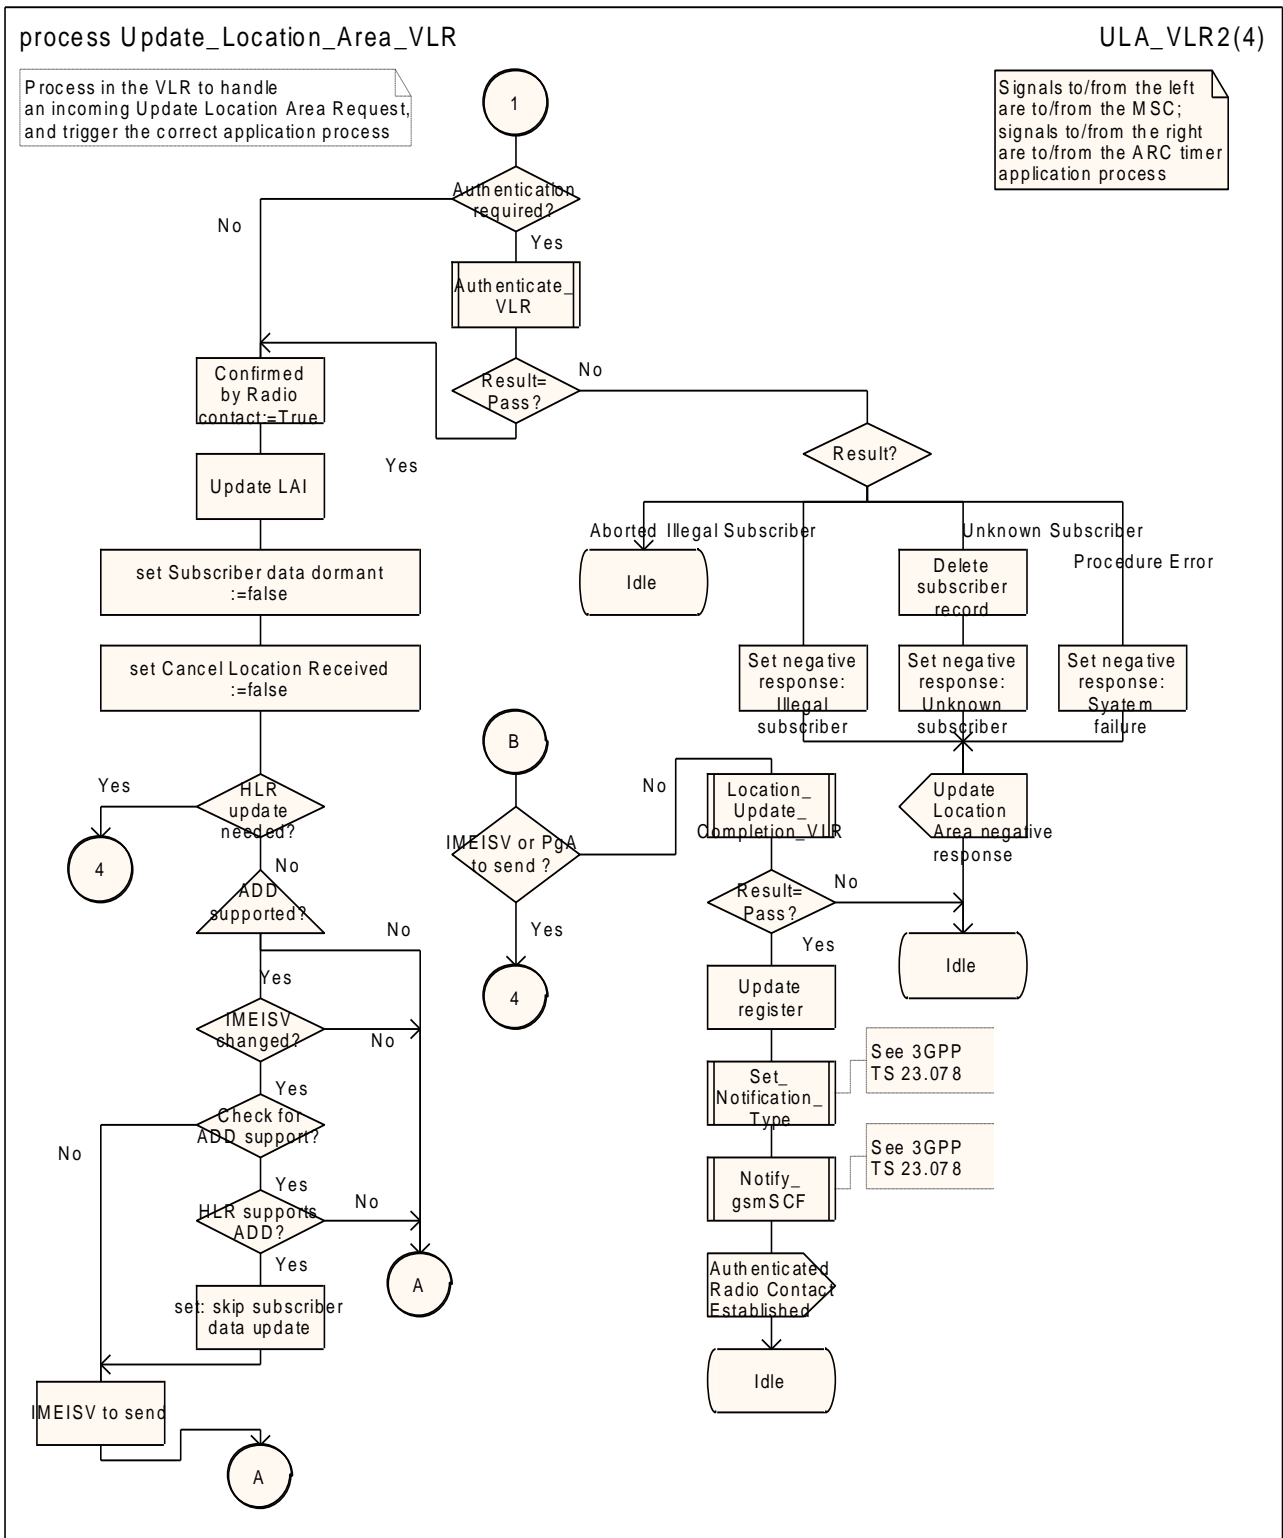 process Update_Location_Area_VLR
ULA_VLR2(4)
Process in the VLR to handle
an incoming Update Location Area Request,
and trigger the correct application process
Signals to/from the left
are to/from the MSC;
signals to/from the right
are to/from the ARC timer
application process
1
Authentication
required?
No
Yes
Authenticate_
VLR
Result=
Pass?
No
Yes
Confirmed
by Radio
contact:=True
Update LAI
set Subscriber data dormant
:=false
set Cancel Location Received
:=false
Result?
Aborted
Illegal Subscriber
Unknown Subscriber
Procedure Error
Idle
Delete
subscriber
record
Set negative
response:
Illegal
subscriber
Set negative
response:
Unknown
subscriber
Set negative
response:
Syatem
failure
Update
Location
Area negative
response
Idle
HLR
update
needed?
Yes
4
No
ADD
supported?
No
Yes
IMEISV
changed?
No
Yes
Check for
ADD support?
No
Yes
HLR supports
ADD?
No
Yes
set: skip subscriber
data update
A
IMEISV to send
A
B
IMEISV or PgA
to send ?
No
Yes
4
Location_
Update_
Completion_VLR
Result=
Pass?
No
Yes
Update
register
Set_
Notification_
Type
See 3GPP
TS 23.078
Notify_
gsmSCF
See 3GPP
TS 23.078
Authenticated
Radio Contact
Established
Idle